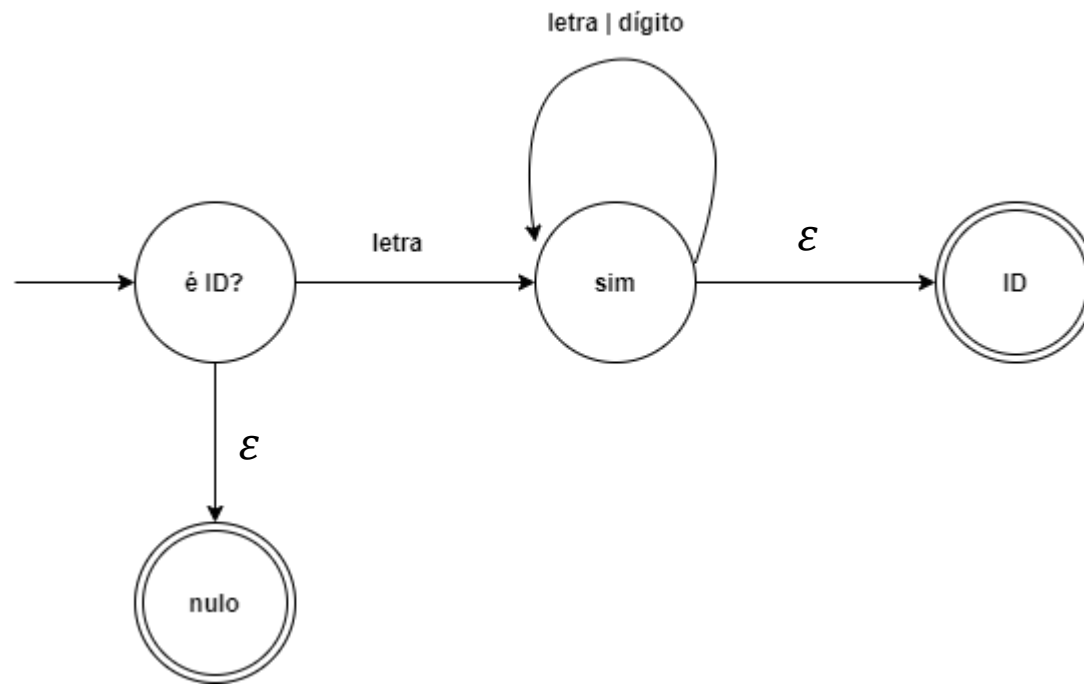 letra | dígito
é ID?
letra
sim
ε
ID
ε
nulo